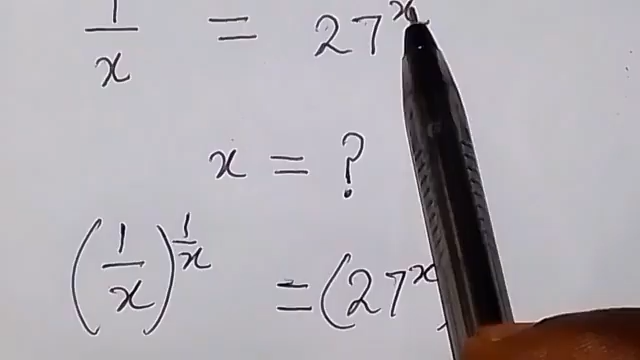 1/x = 27^x
x = ?
(1/x)^(1/x) = (27^x)